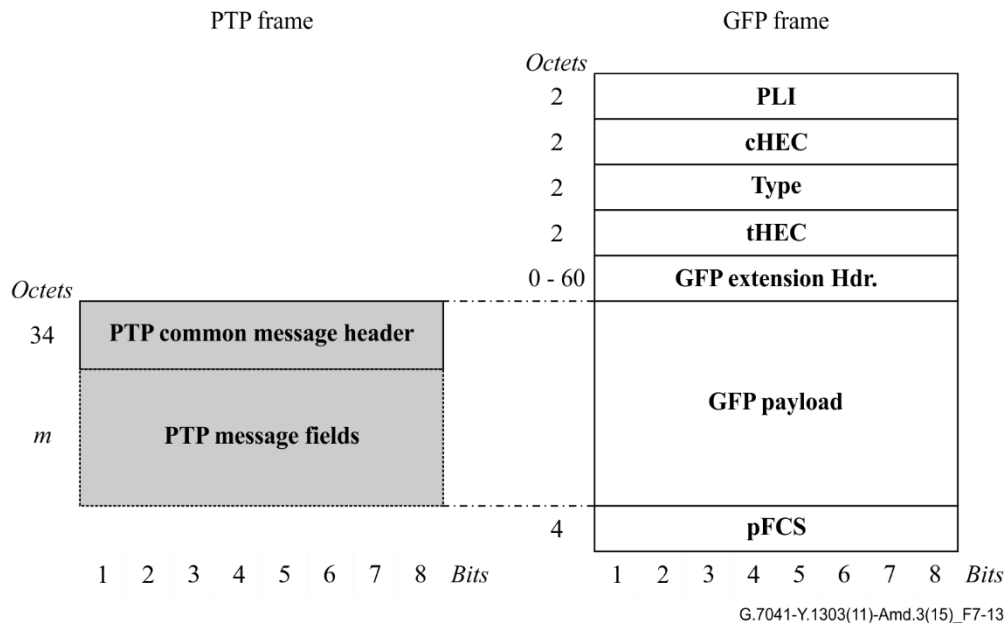 PTP frame
GFP frame
Octets
2 PLI
2 cHEC
2 Type
2 tHEC
0 - 60 GFP extension Hdr.
Octets
34 PTP common message header
m PTP message fields
GFP payload
4 pFCS
1 2 3 4 5 6 7 8 Bits
1 2 3 4 5 6 7 8 Bits
G.7041-Y.1303(11)-Amd.3(15)_F7-13